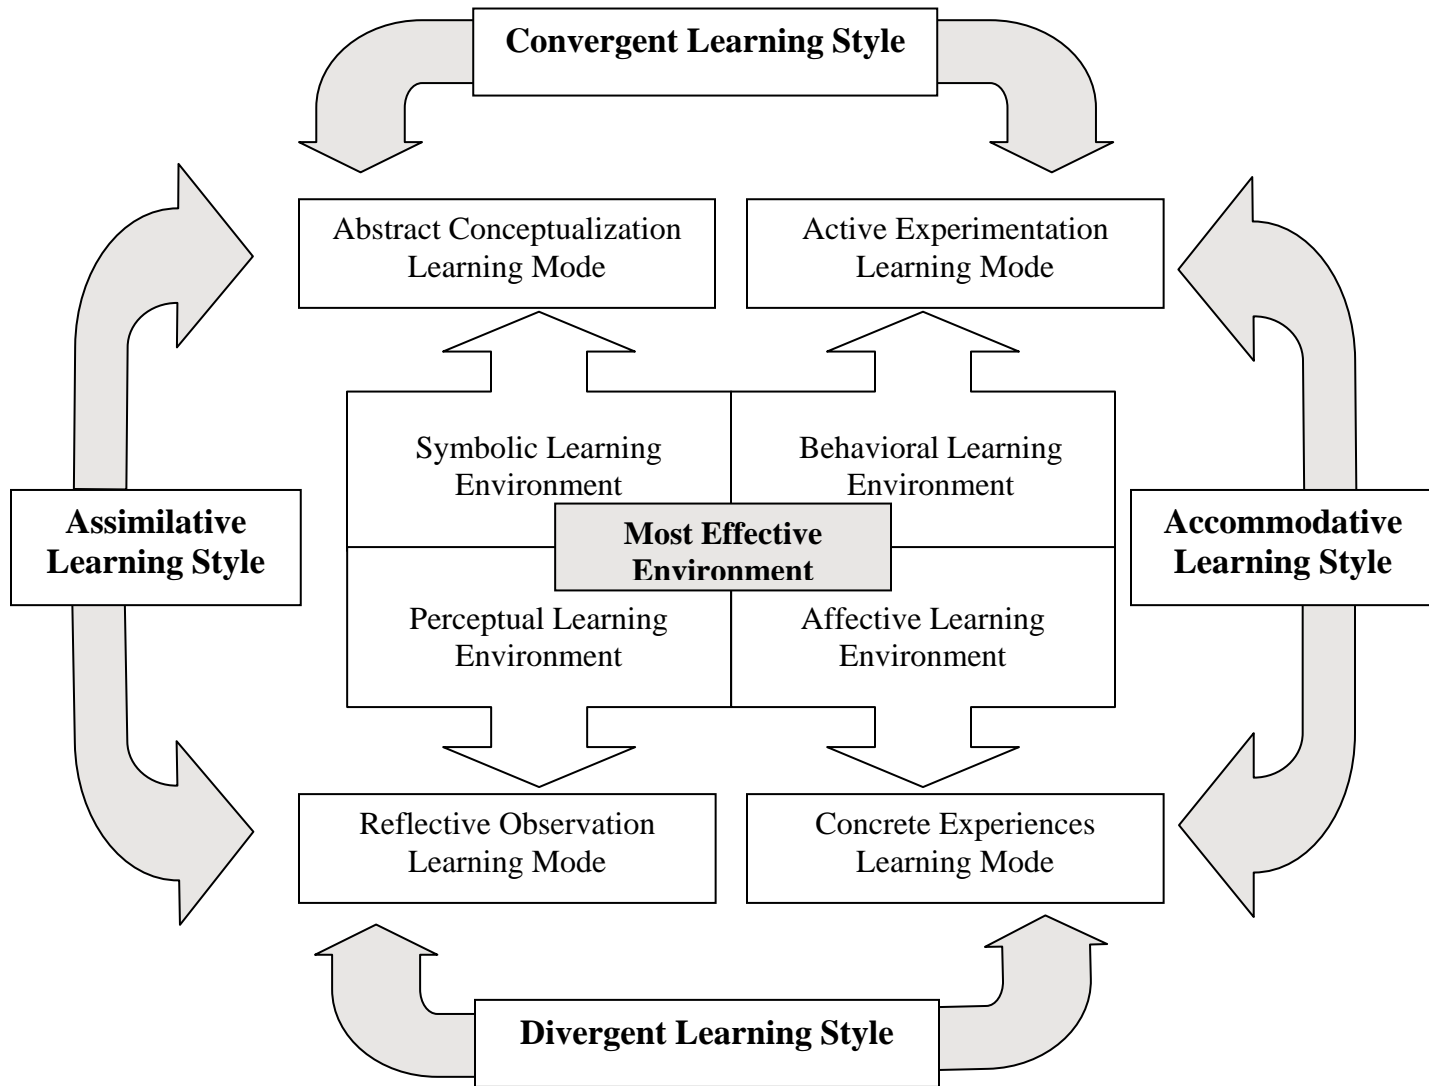 Convergent Learning Style
Abstract Conceptualization
Learning Mode
Active Experimentation
Learning Mode
Symbolic Learning
Environment
Behavioral Learning
Environment
Assimilative
Learning Style
Most Effective
Environment
Accommodative
Learning Style
Perceptual Learning
Environment
Affective Learning
Environment
Reflective Observation
Learning Mode
Concrete Experiences
Learning Mode
Divergent Learning Style